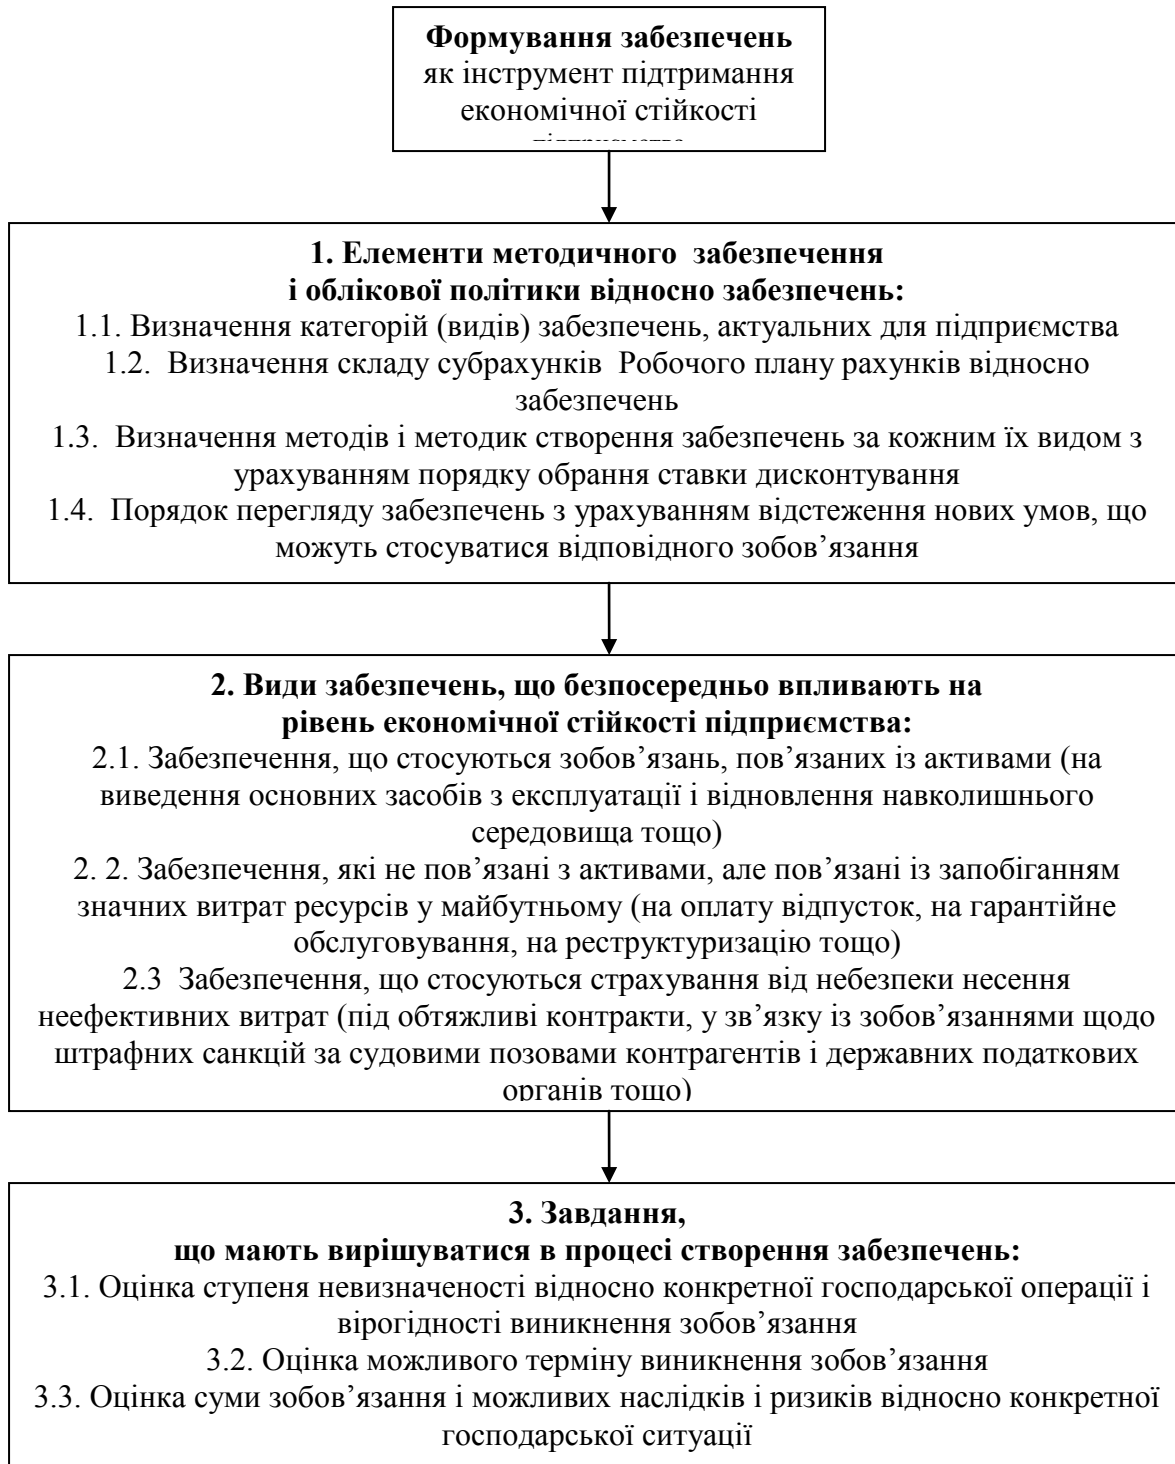 Формування забезпечень
як інструмент підтримання
економічної стійкості
підприємства
1. Елементи методичного  забезпечення
і облікової політики відносно забезпечень:
1.1. Визначення категорій (видів) забезпечень, актуальних для підприємства
1.2.  Визначення складу субрахунків  Робочого плану рахунків відносно
забезпечень
1.3.  Визначення методів і методик створення забезпечень за кожним їх видом з
урахуванням порядку обрання ставки дисконтування
1.4.  Порядок перегляду забезпечень з урахуванням відстеження нових умов, що
можуть стосуватися відповідного зобов’язання
2. Види забезпечень, що безпосередньо впливають на
рівень економічної стійкості підприємства:
2.1. Забезпечення, що стосуються зобов’язань, пов’язаних із активами (на
виведення основних засобів з експлуатації і відновлення навколишнього
середовища тощо)
2. 2. Забезпечення, які не пов’язані з активами, але пов’язані із запобіганням
значних витрат ресурсів у майбутньому (на оплату відпусток, на гарантійне
обслуговування, на реструктуризацію тощо)
2.3  Забезпечення, що стосуються страхування від небезпеки несення
неефективних витрат (під обтяжливі контракти, у зв’язку із зобов’язаннями щодо
штрафних санкцій за судовими позовами контрагентів і державних податкових
органів тощо)
3. Завдання,
що мають вирішуватися в процесі створення забезпечень:
3.1. Оцінка ступеня невизначеності відносно конкретної господарської операції і
вірогідності виникнення зобов’язання
3.2. Оцінка можливого терміну виникнення зобов’язання
3.3. Оцінка суми зобов’язання і можливих наслідків і ризиків відносно конкретної
господарської ситуації